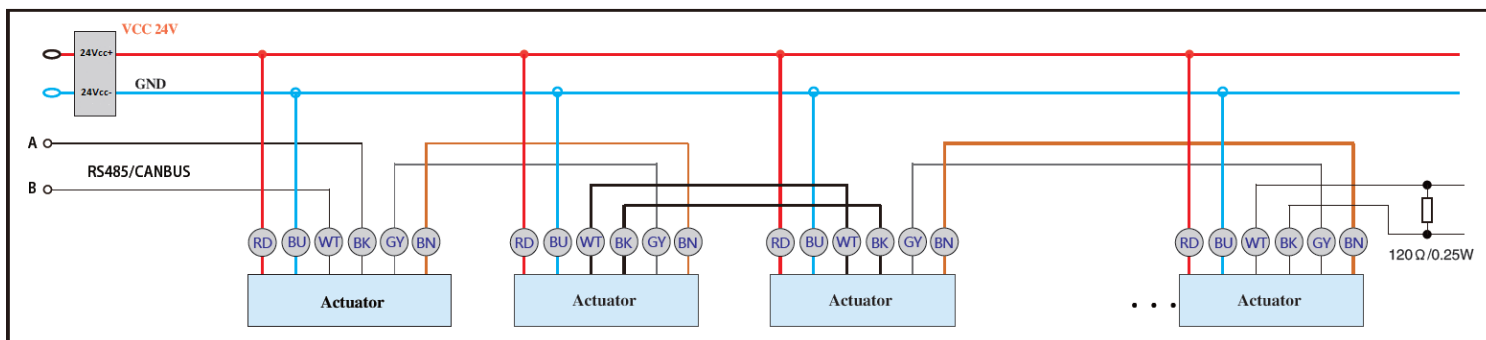 VCC 24V
24Vcc+
GND
24Vcc-
A
RS485/CANBUS
B
RD BU WT BK GY BN
RD BU WT BK GY BN
RD BU WT BK GY BN
RD BU WT BK GY BN
120Ω/0.25W
Actuator
Actuator
Actuator
...
Actuator